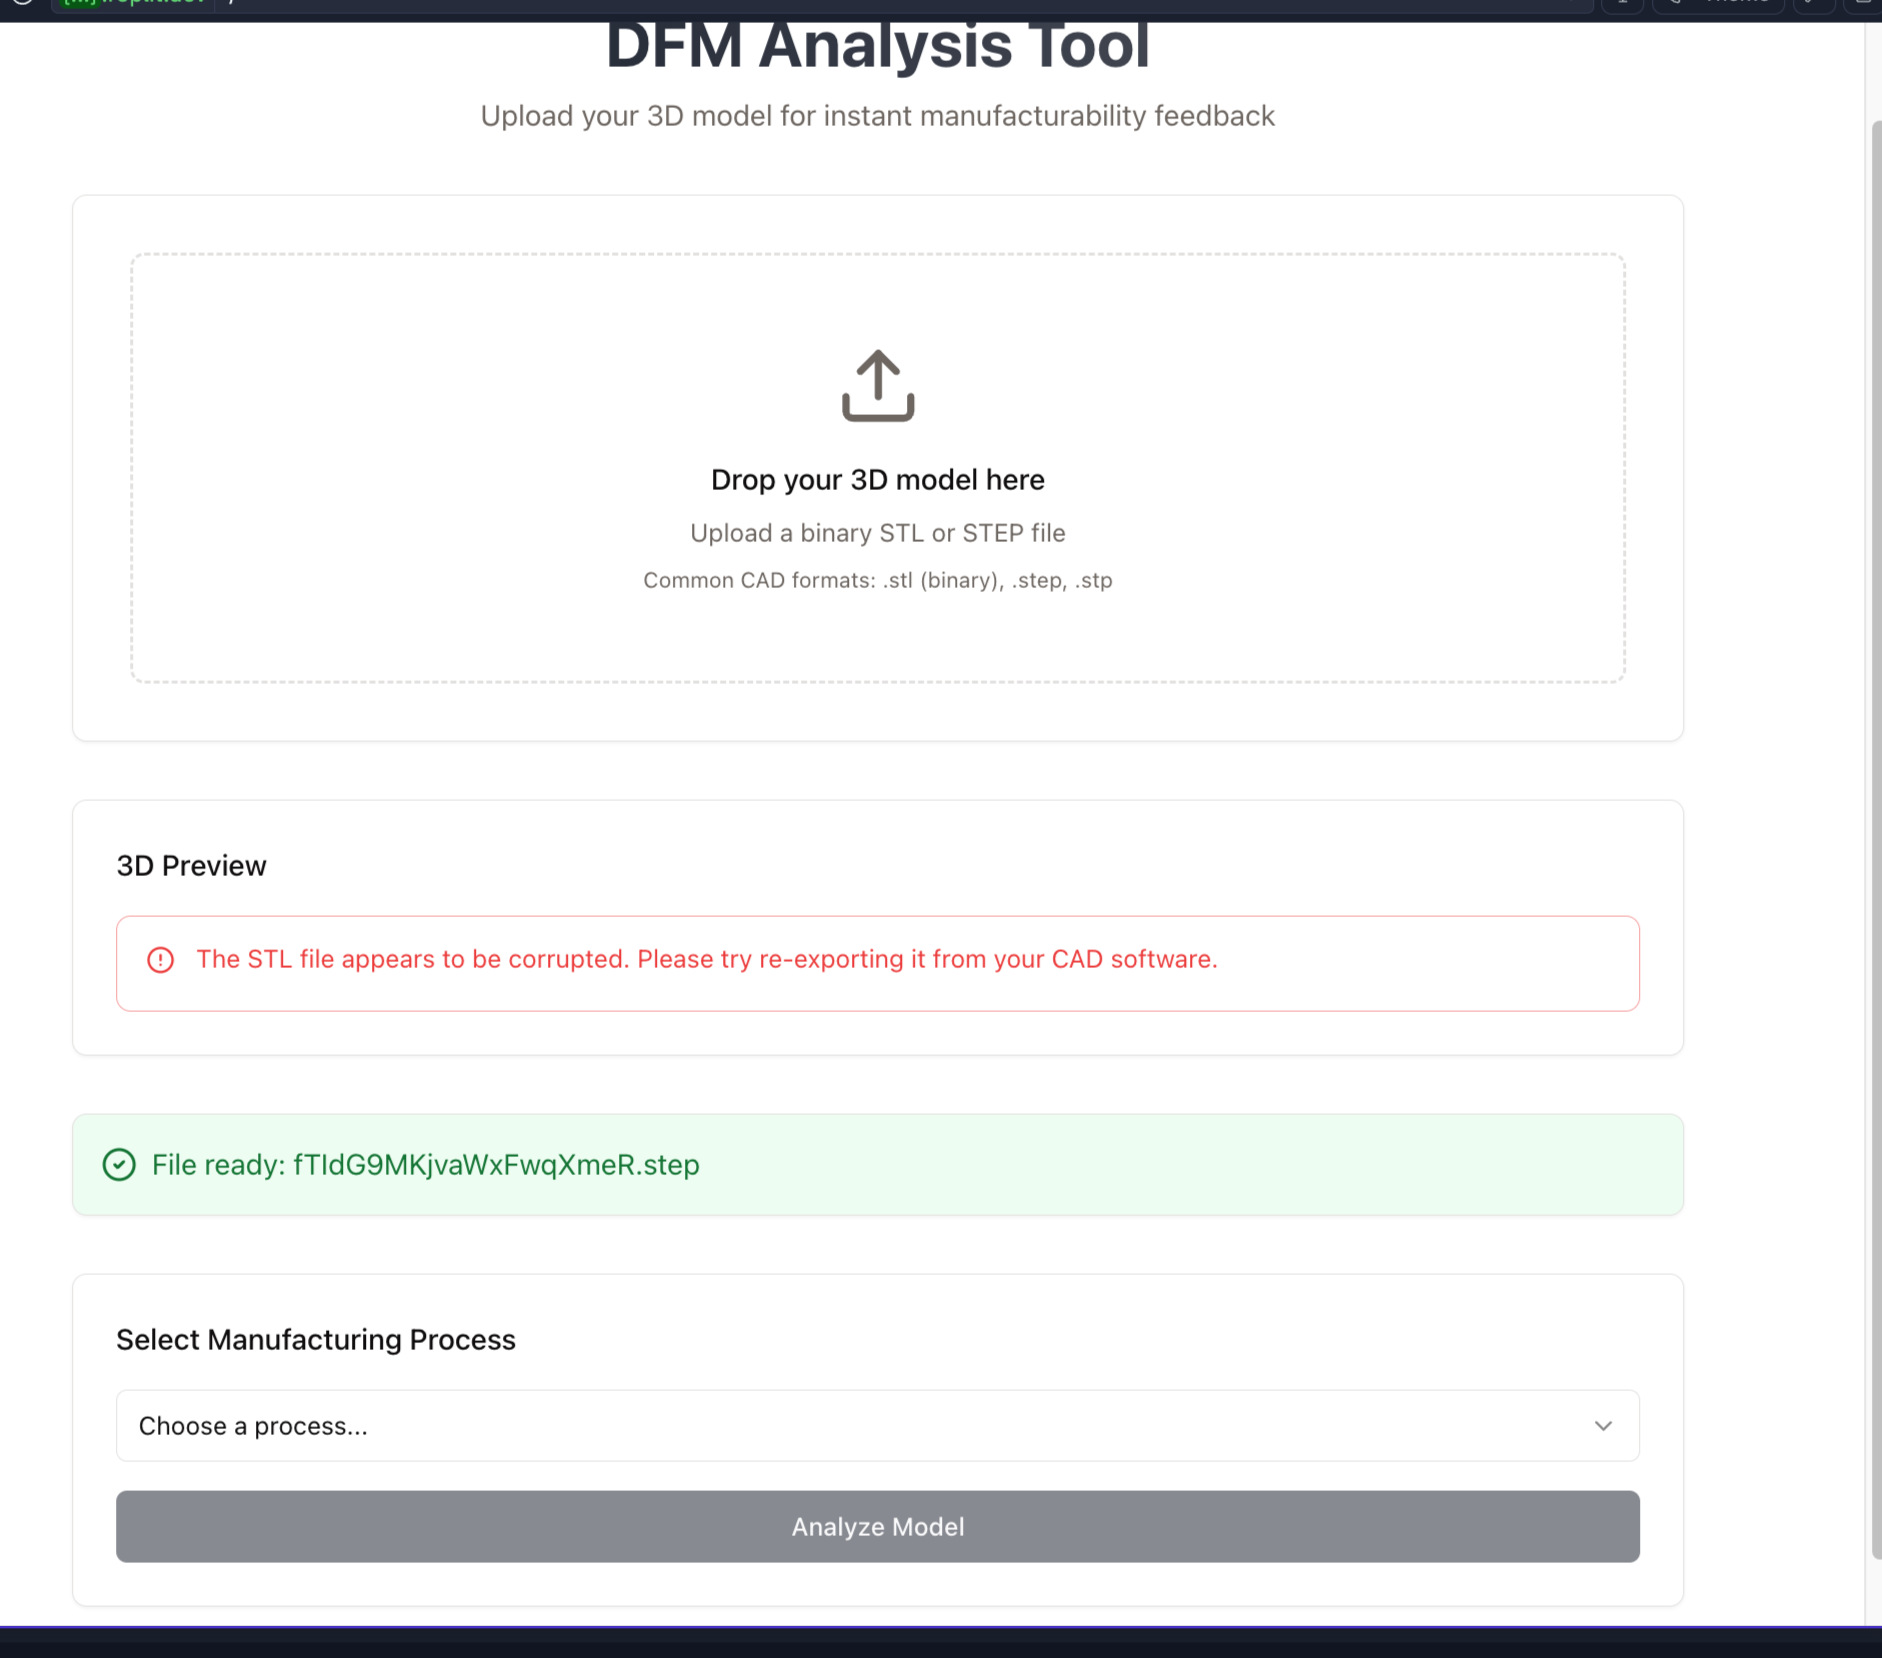 DFM Analysis Tool
Upload your 3D model for instant manufacturability feedback
Drop your 3D model here
Upload a binary STL or STEP file
Common CAD formats: .stl (binary), .step, .stp
3D Preview
The STL file appears to be corrupted. Please try re-exporting it from your CAD software.
File ready: fTIdG9MKjvaWxFwqXmeR.step
Select Manufacturing Process
Choose a process...
Analyze Model